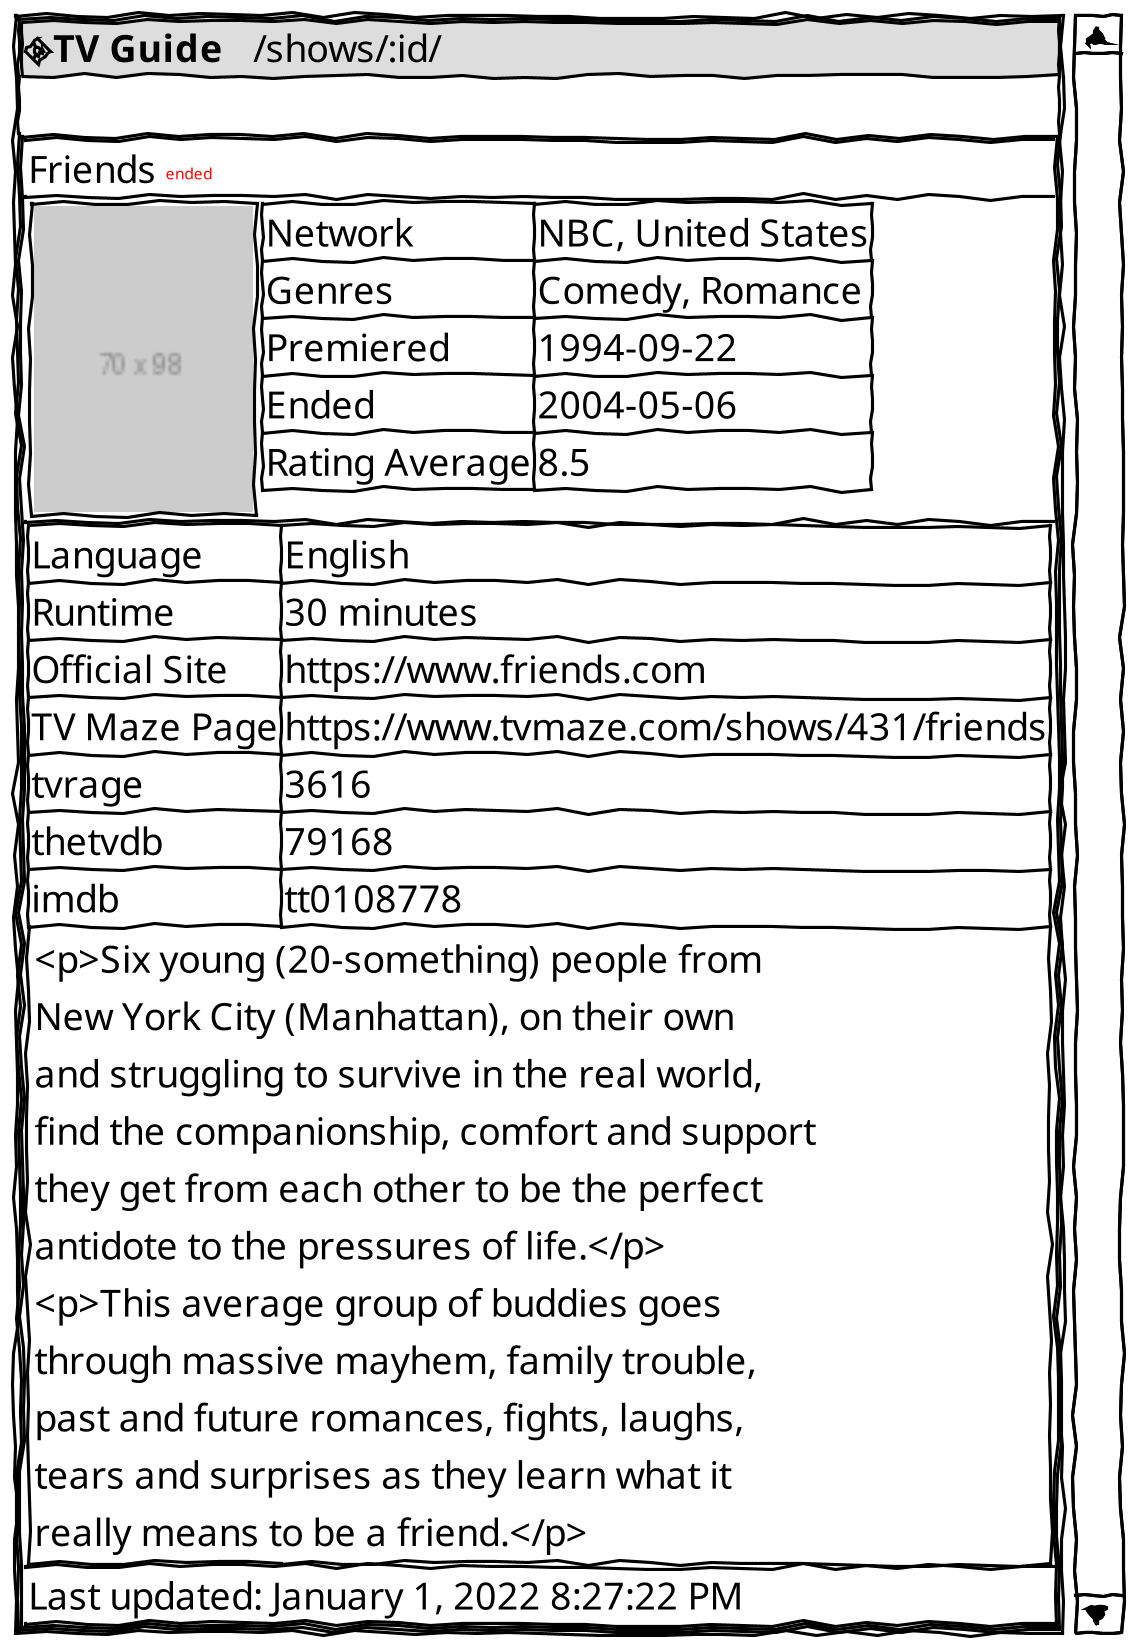 TV Guide /shows/:id/
Friends ended
70 x 98
Network NBC, United States
Genres Comedy, Romance
Premiered 1994-09-22
Ended 2004-05-06
Rating Average 8.5
Language English
Runtime 30 minutes
Official Site https://www.friends.com
TV Maze Page https://www.tvmaze.com/shows/431/friends
tvrage 3616
thetvdb 79168
imdb tt0108778
<p>Six young (20-something) people from
New York City (Manhattan), on their own
and struggling to survive in the real world,
find the companionship, comfort and support
they get from each other to be the perfect
antidote to the pressures of life.</p>
<p>This average group of buddies goes
through massive mayhem, family trouble,
past and future romances, fights, laughs,
tears and surprises as they learn what it
really means to be a friend.</p>
Last updated: January 1, 2022 8:27:22 PM